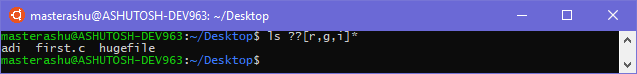 masterashu@ASHUTOSH-DEV963: ~/Desktop
masterashu@ASHUTOSH-DEV963:~/Desktop$ ls ??[r,g,i]*
adi  first.c  hugefile
masterashu@ASHUTOSH-DEV963:~/Desktop$